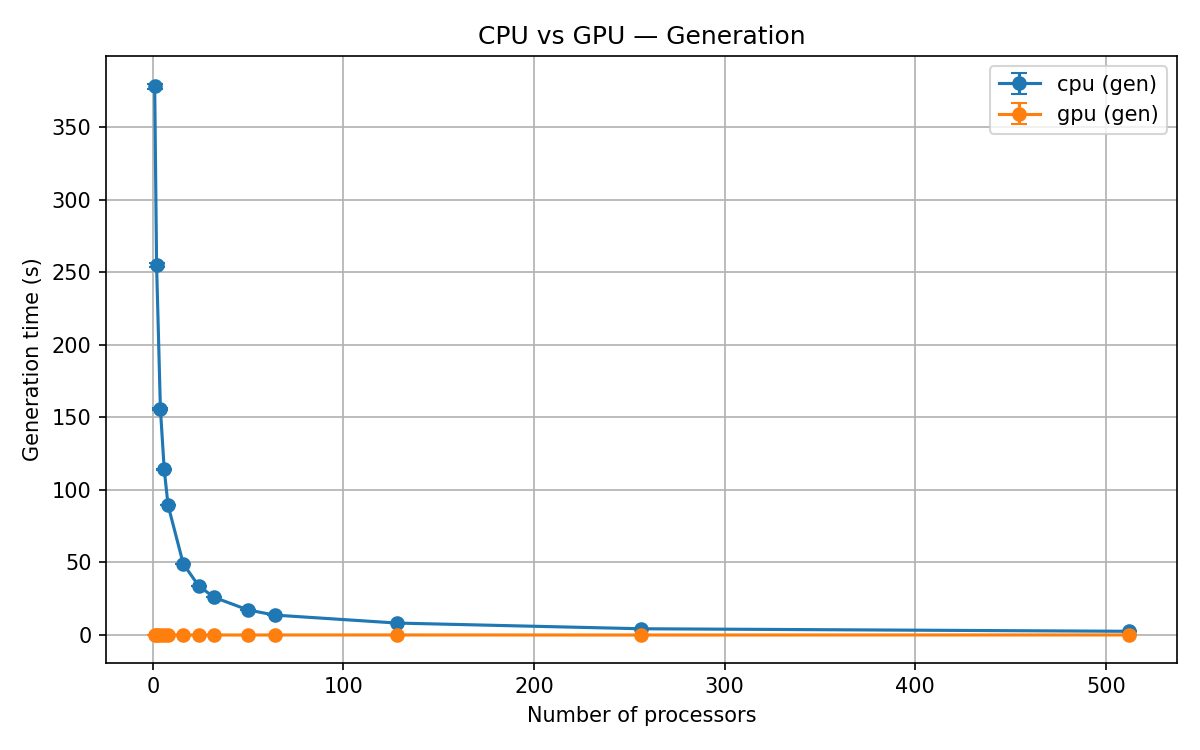 CPU vs GPU — Generation
cpu (gen)
gpu (gen)
Generation time (s)
350
300
250
200
150
100
50
0
0 100 200 300 400 500
Number of processors